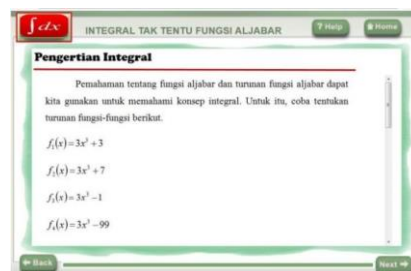 ∫dx
INTEGRAL TAK TENTU FUNGSI ALJABAR
? Help
Home
Pengertian Integral
Pemahaman tentang fungsi aljabar dan turunan fungsi aljabar dapat
kita gunakan untuk memahami konsep integral. Untuk itu, coba tentukan
turunan fungsi-fungsi berikut.
f₁(x) = 3x³ + 3
f₂(x) = 3x³ + 7
f₃(x) = 3x³ − 1
f₄(x) = 3x³ − 99
Back
Next